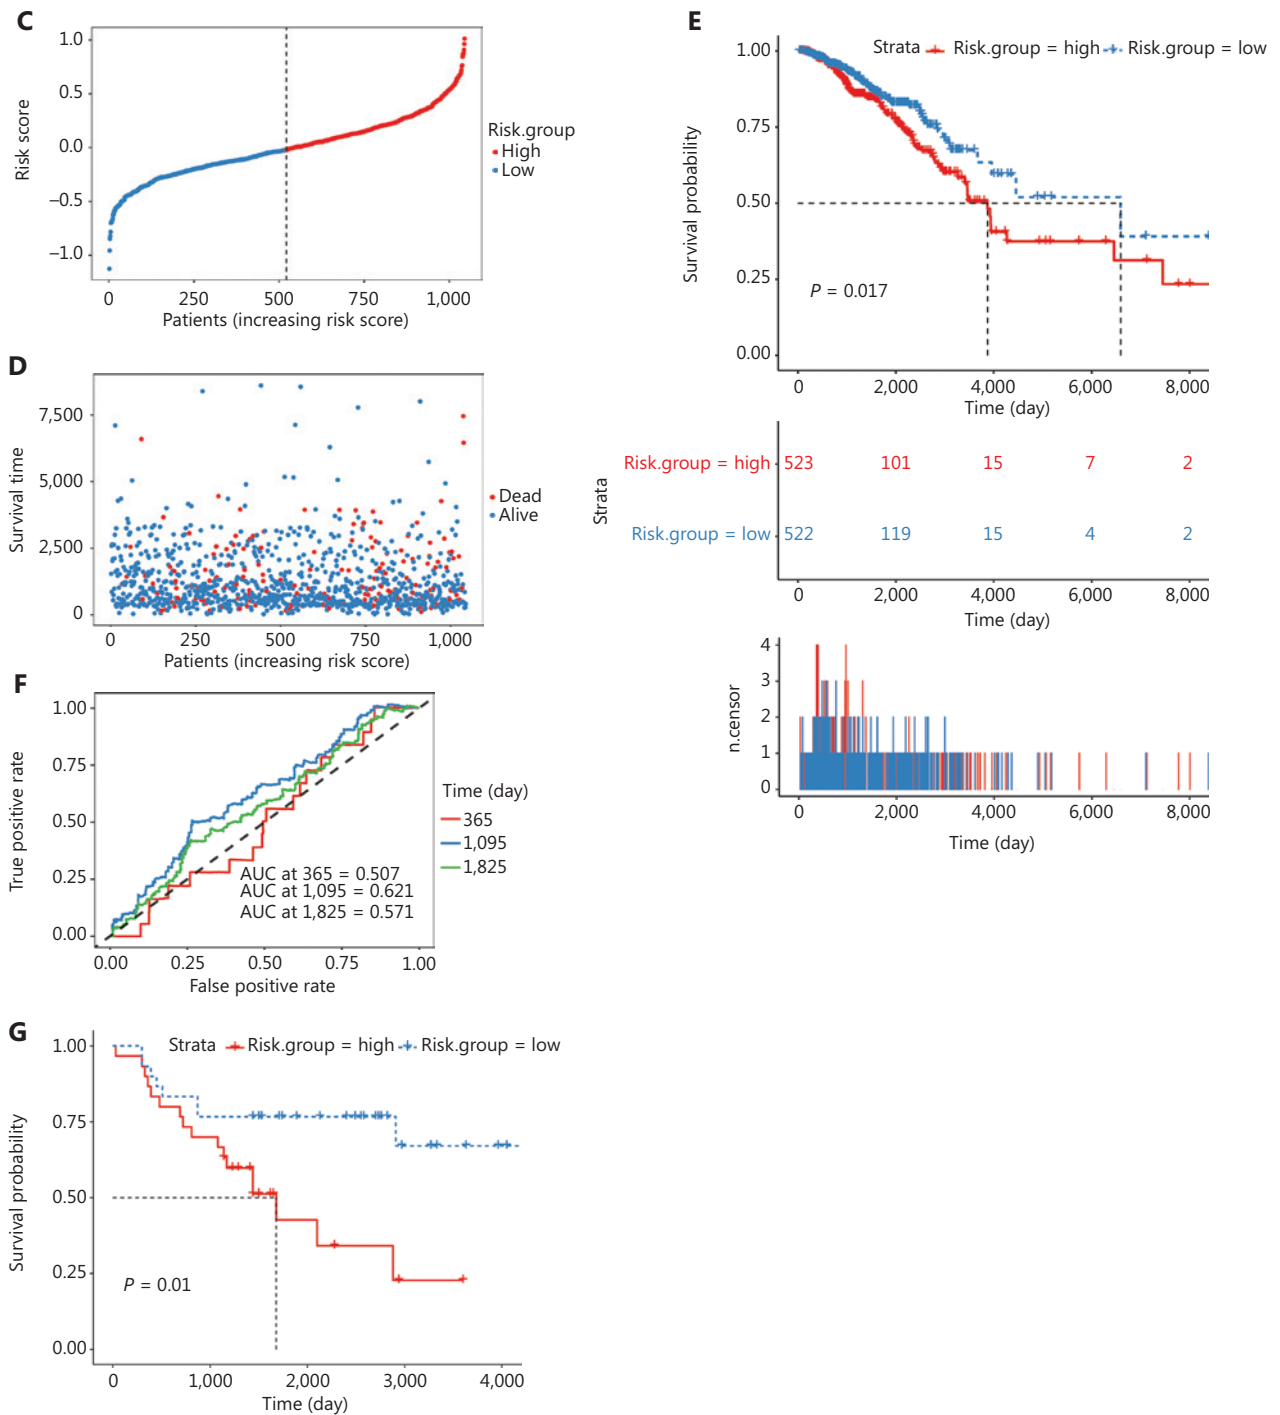 C
1.0
0.5
0.0
−0.5
−1.0
Risk score
0 250 500 750 1,000
Patients (increasing risk score)
Risk.group
High
Low
D
7,500
5,000
2,500
0
Survival time
0 250 500 750 1,000
Patients (increasing risk score)
Dead
Alive
E
Strata Risk.group = high Risk.group = low
1.00
0.75
0.50
0.25
0.00
Survival probability
P = 0.017
0 2,000 4,000 6,000 8,000
Time (day)
Strata
Risk.group = high 523 101 15 7 2
Risk.group = low 522 119 15 4 2
0 2,000 4,000 6,000 8,000
Time (day)
n.censor
4
3
2
1
0
0 2,000 4,000 6,000 8,000
Time (day)
F
1.00
0.75
0.50
0.25
0.00
True positive rate
AUC at 365 = 0.507
AUC at 1,095 = 0.621
AUC at 1,825 = 0.571
0.00 0.25 0.50 0.75 1.00
False positive rate
Time (day)
365
1,095
1,825
G
Strata Risk.group = high Risk.group = low
1.00
0.75
0.50
0.25
0.00
Survival probability
P = 0.01
0 1,000 2,000 3,000 4,000
Time (day)